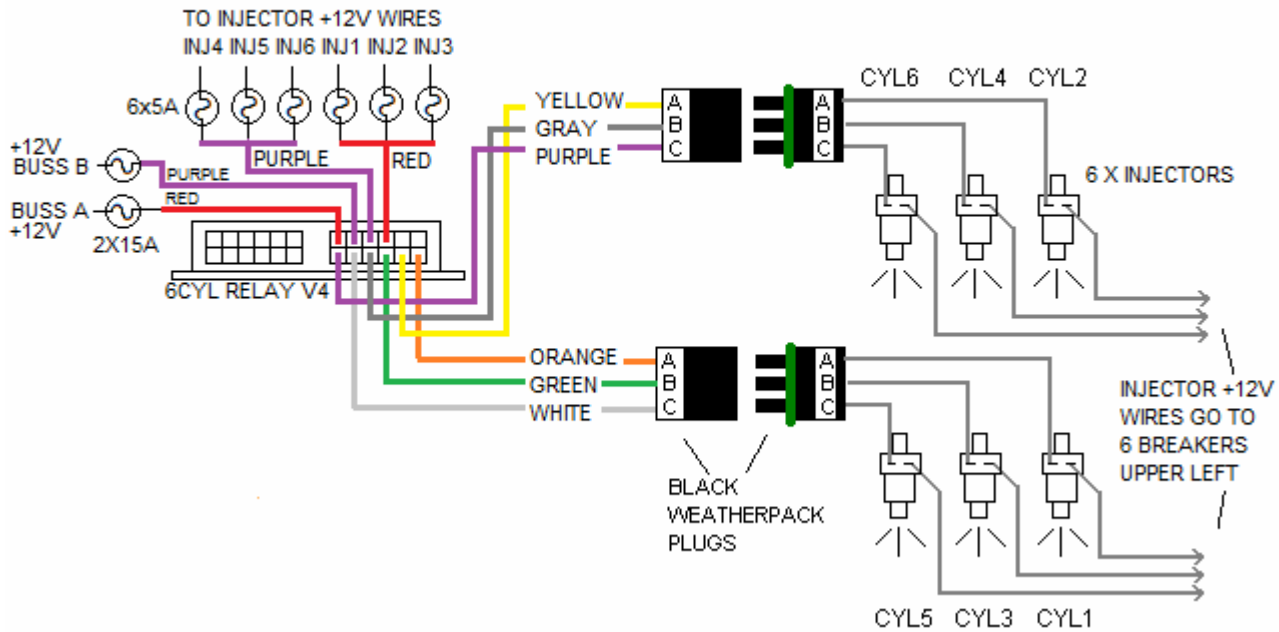 TO INJECTOR +12V WIRES
INJ4 INJ5 INJ6 INJ1 INJ2 INJ3
6x5A
PURPLE
RED
+12V
BUSS B
PURPLE
RED
BUSS A
+12V
2X15A
6CYL RELAY V4
YELLOW
GRAY
PURPLE
A
B
C
A
B
C
CYL6 CYL4 CYL2
6 X INJECTORS
ORANGE
GREEN
WHITE
A
B
C
A
B
C
INJECTOR +12V
WIRES GO TO
6 BREAKERS
UPPER LEFT
BLACK
WEATHERPACK
PLUGS
CYL5 CYL3 CYL1